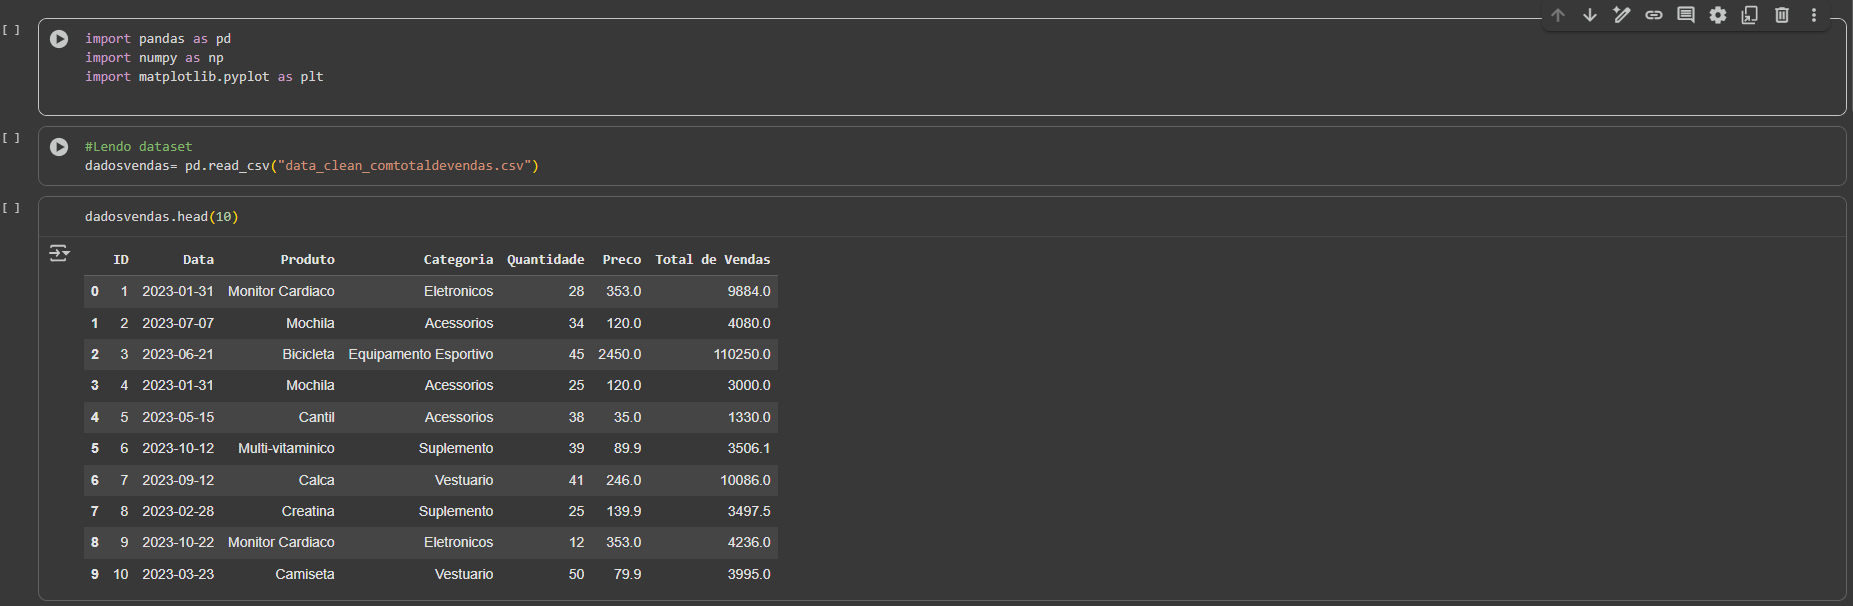 [ ]
import pandas as pd
import numpy as np
import matplotlib.pyplot as plt
[ ]
#Lendo dataset
dadosvendas= pd.read_csv("data_clean_comtotaldevendas.csv")
[ ]
dadosvendas.head(10)
ID Data Produto Categoria Quantidade Preco Total de Vendas
0 1 2023-01-31 Monitor Cardiaco Eletronicos 28 353.0 9884.0
1 2 2023-07-07 Mochila Acessorios 34 120.0 4080.0
2 3 2023-06-21 Bicicleta Equipamento Esportivo 45 2450.0 110250.0
3 4 2023-01-31 Mochila Acessorios 25 120.0 3000.0
4 5 2023-05-15 Cantil Acessorios 38 35.0 1330.0
5 6 2023-10-12 Multi-vitaminico Suplemento 39 89.9 3506.1
6 7 2023-09-12 Calca Vestuario 41 246.0 10086.0
7 8 2023-02-28 Creatina Suplemento 25 139.9 3497.5
8 9 2023-10-22 Monitor Cardiaco Eletronicos 12 353.0 4236.0
9 10 2023-03-23 Camiseta Vestuario 50 79.9 3995.0